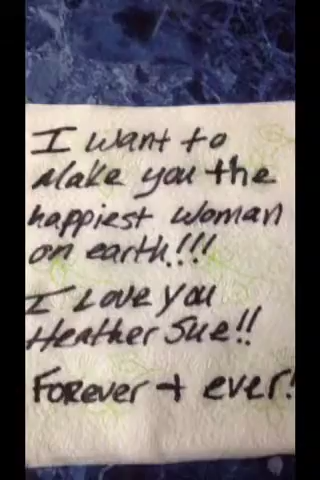 I want to
Make you the
happiest woman
on earth!!!
I Love you
Heather Sue!!
Forever + ever!